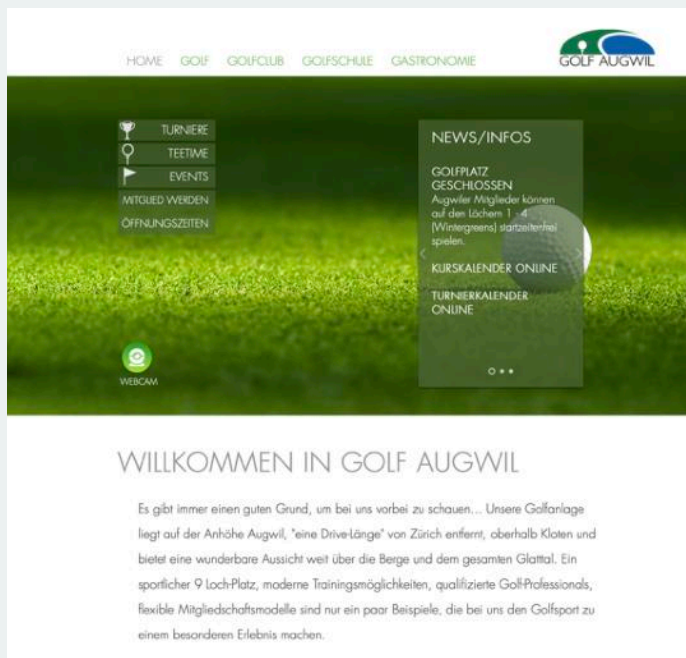 HOME GOLF GOLFCLUB GOLFSCHULE GASTRONOMIE
GOLF AUGWIL
TURNIERE
TEETIME
EVENTS
MITGLIED WERDEN
ÖFFNUNGSZEITEN
WEBCAM
NEWS/INFOS
GOLFPLATZ
GESCHLOSSEN
Augwiler Mitglieder können
auf den Löchern 1 - 4
(Wintergreens) startzeitenfrei
spielen.
KURSKALENDER ONLINE
TURNIERKALENDER
ONLINE
WILLKOMMEN IN GOLF AUGWIL
Es gibt immer einen guten Grund, um bei uns vorbei zu schauen... Unsere Golfanlage
liegt auf der Anhöhe Augwil, "eine Drive-Länge" von Zürich entfernt, oberhalb Kloten und
bietet eine wunderbare Aussicht weit über die Berge und dem gesamten Glatttal. Ein
sportlicher 9 Loch-Platz, moderne Trainingsmöglichkeiten, qualifizierte Golf-Professionals,
flexible Mitgliedschaftsmodelle sind nur ein paar Beispiele, die bei uns den Golfsport zu
einem besonderen Erlebnis machen.